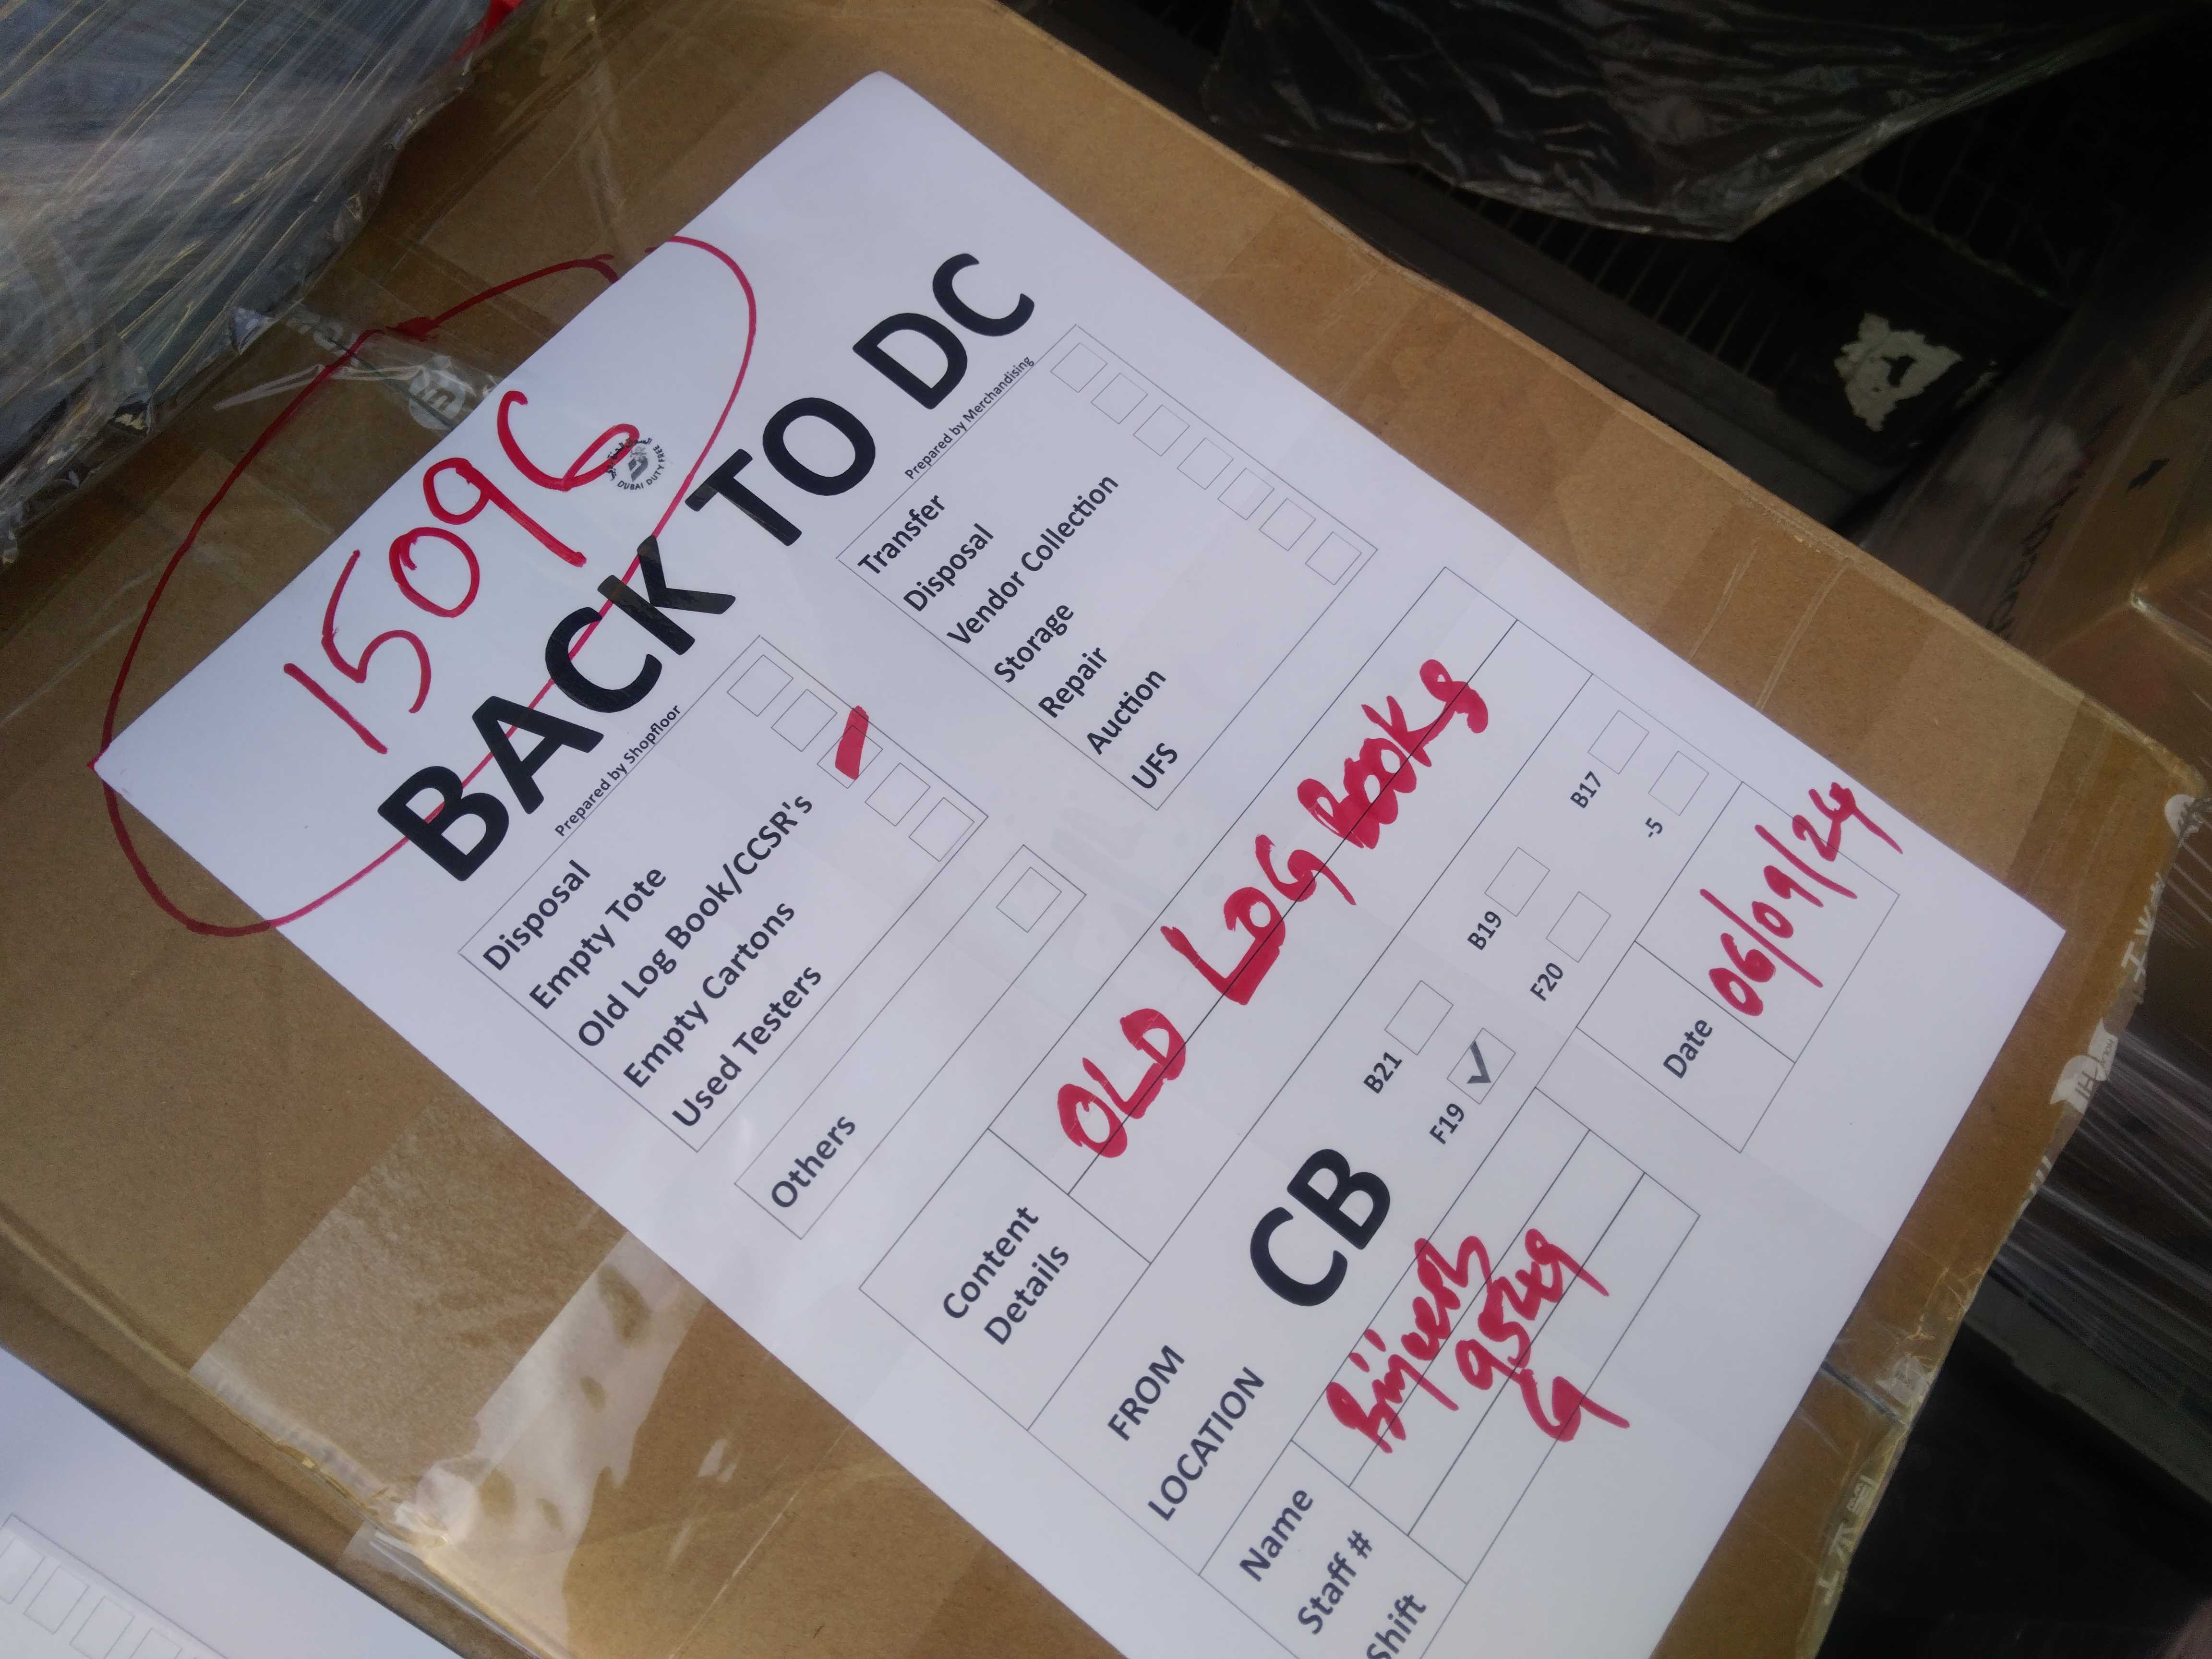 15096
DUBAI DUTY FREE
BACK TO DC
Prepared by Shopfloor
Disposal
Empty Tote
Old Log Book/CCSR's
Empty Cartons
Used Testers
Others
Prepared by Merchandising
Transfer
Disposal
Vendor Collection
Storage
Repair
Auction
UFS
Content Details
OLD LOG BOOKS
FROM LOCATION
CB
B21 B19 B17
F19 ✓ F20 -5
Name Bijeesh
Staff # 95249
Shift G
Date 06/09/24